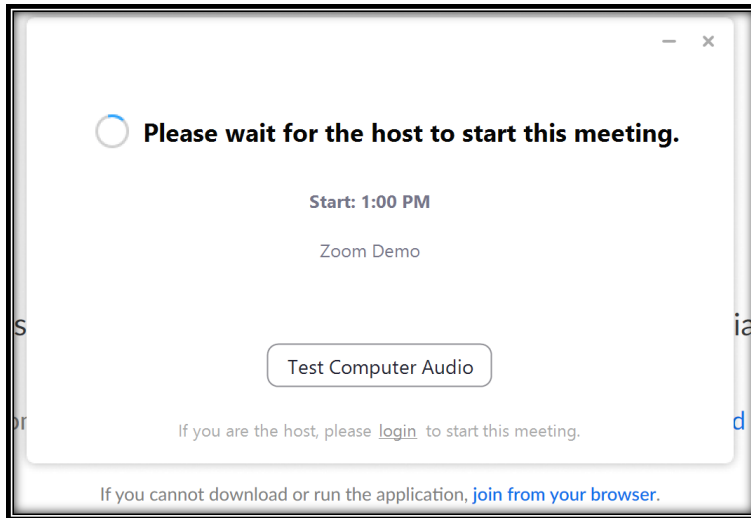 Please wait for the host to start this meeting.
Start: 1:00 PM
Zoom Demo
Test Computer Audio
If you are the host, please login to start this meeting.
If you cannot download or run the application, join from your browser.